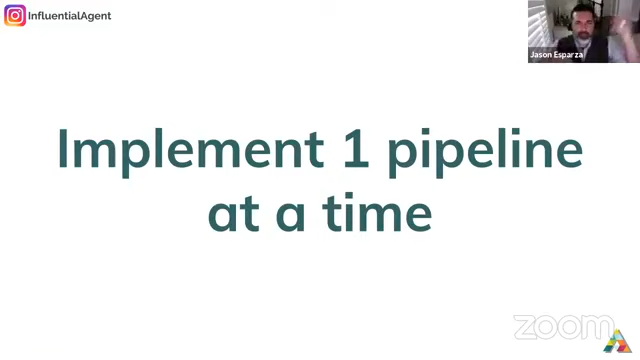 InfluentialAgent
Jason Esparza
Implement 1 pipeline
at a time
zoom